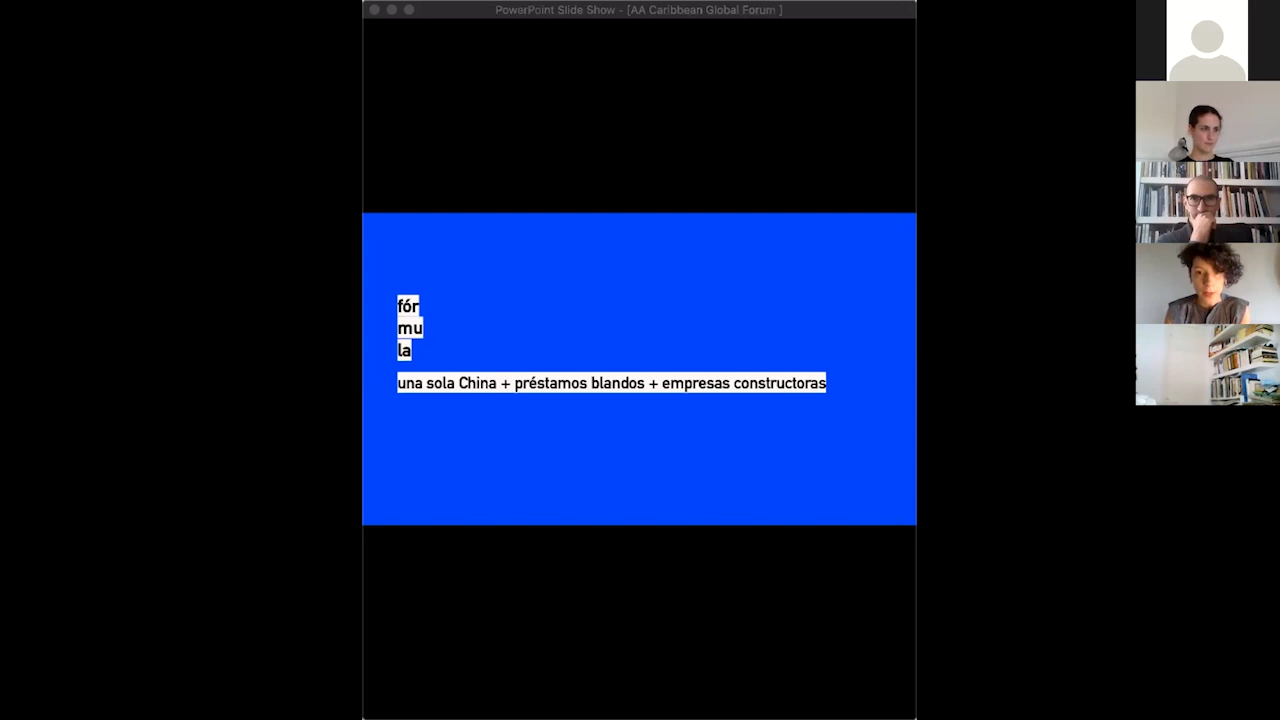 PowerPoint Slide Show - [AA Caribbean Global Forum ]
fór
mu
la
una sola China + préstamos blandos + empresas constructoras